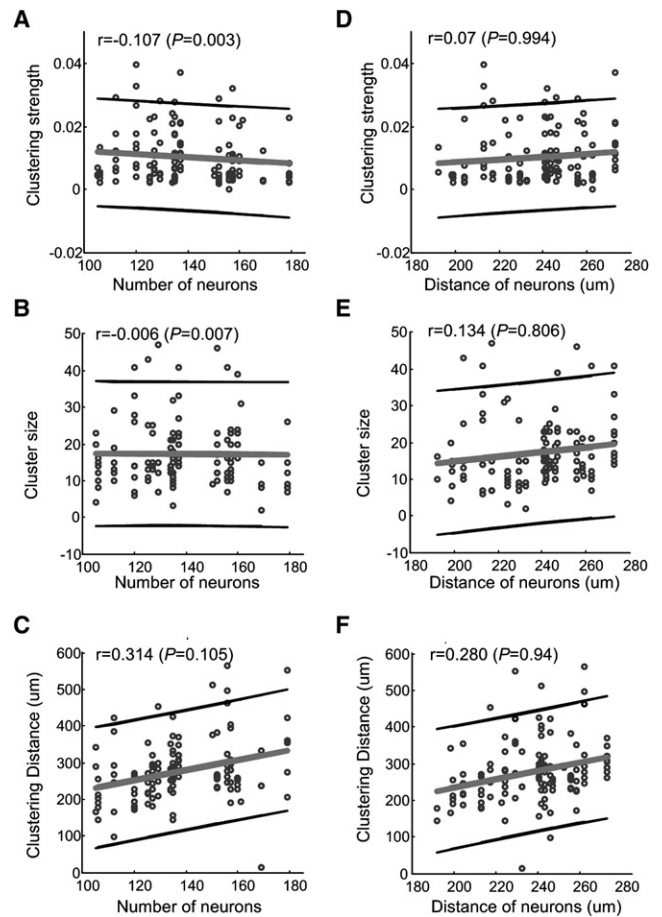 A
r=-0.107 (P=0.003)
0.04
0.02
0
-0.02
Clustering strength
100 120 140 160 180
Number of neurons
D
r=0.07 (P=0.994)
0.04
0.02
0
-0.02
Clustering strength
180 200 220 240 260 280
Distance of neurons (um)
B
r=-0.006 (P=0.007)
50
40
30
20
10
0
-10
Cluster size
100 120 140 160 180
Number of neurons
E
r=0.134 (P=0.806)
50
40
30
20
10
0
-10
Cluster size
180 200 220 240 260 280
Distance of neurons (um)
C
r=0.314 (P=0.105)
600
500
400
300
200
100
0
Clustering Distance (um)
100 120 140 160 180
Number of neurons
F
r=0.280 (P=0.94)
600
500
400
300
200
100
0
Clustering Distance (um)
180 200 220 240 260 280
Distance of neurons (um)